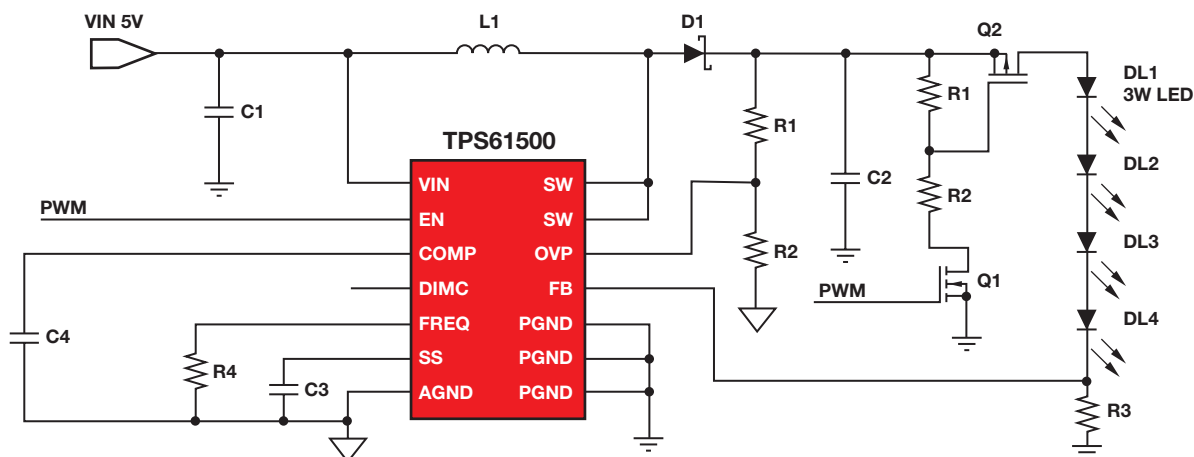 VIN 5V
L1
D1
Q2
C1
R1
C2
R1
DL1
3W LED
TPS61500
VIN
SW
PWM
EN
SW
R2
DL2
COMP
OVP
R2
DL3
DIMC
FB
PWM
Q1
C4
FREQ
PGND
DL4
R4
SS
PGND
C3
AGND
PGND
R3